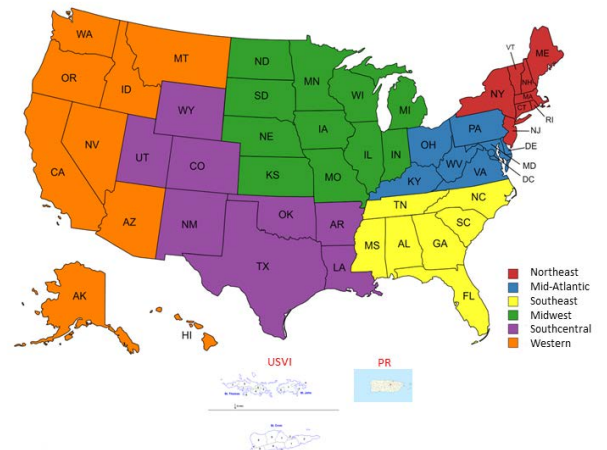 WA
MT
ND
MN
VT
ME
OR
ID
SD
WI
MI
NY
NH
MA
CT
RI
WY
NE
IA
PA
NJ
NV
UT
CO
KS
MO
IL
IN
OH
WV
VA
DE
MD
DC
CA
KY
AZ
NM
OK
AR
TN
NC
SC
TX
LA
MS
AL
GA
FL
AK
HI
Northeast
Mid-Atlantic
Southeast
Midwest
Southcentral
Western
USVI
PR